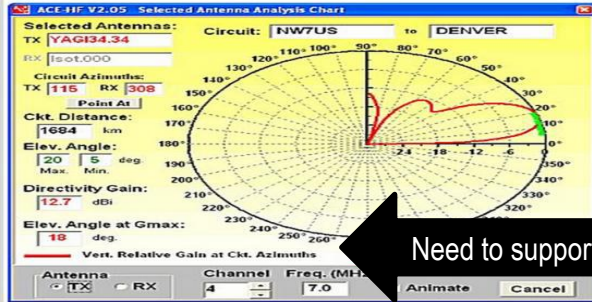 ACE-HF V2.05 Selected Antenna Analysis Chart
Selected Antennas:
TX YAGI34.34
RX Isot.000
Circuit: NW7US to DENVER
Circuit Azimuths:
TX 115 RX 308
Point At
Ckt. Distance:
1684 km
Elev. Angle:
20 5 deg.
Max. Min.
Directivity Gain:
12.7 dBi
Elev. Angle at Gmax:
18 deg.
90°
100° 80°
110° 70°
120° 60°
130° 50°
140° 40°
150° 30°
160° 20°
170° 10°
180° -24 -18 -12 -6 0 0°
190° 350°
200° 340°
210° 330°
220° 320°
230°
240°
250°
260°
Vert. Relative Gain at Ckt. Azimuths
Need to suppor
Antenna
TX RX
Channel
4
Freq. (MH
7.0
Animate
Cancel